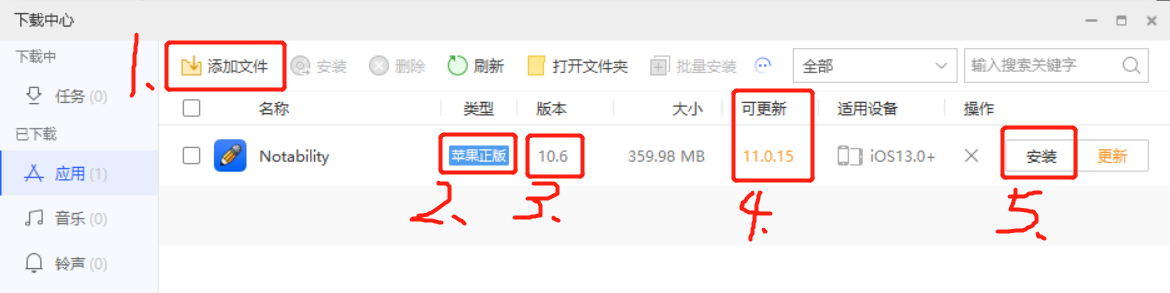 下载中心
下载中
任务 (0)
已下载
应用 (1)
音乐 (0)
铃声 (0)
1.
添加文件 安装 删除 刷新 打开文件夹 批量安装 全部 输入搜索关键字
名称 类型 版本 大小 可更新 适用设备 操作
Notability 苹果正版 10.6 359.98 MB 11.0.15 iOS13.0+ 安装 更新
2. 3. 4. 5.